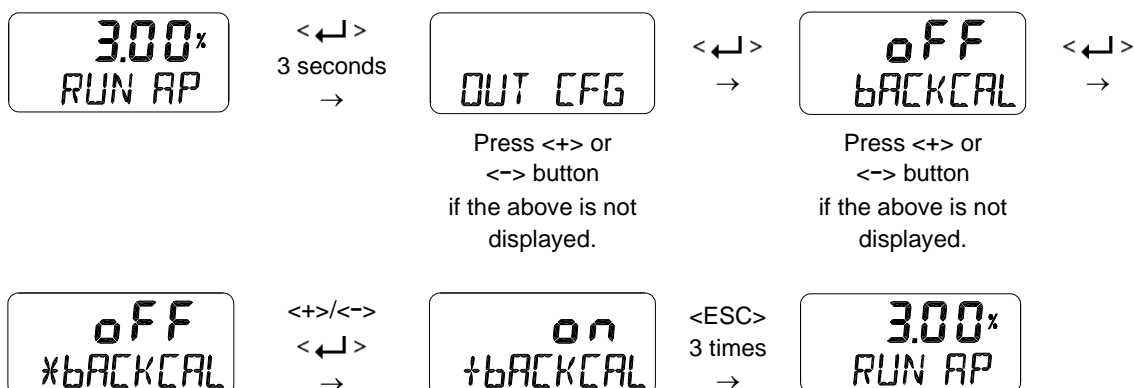 3.00%
RUN AP
<↵>
3 seconds
→
OUT CFG
Press <+> or
<-> button
if the above is not
displayed.
<↵>
→
oFF
bACKCAL
Press <+> or
<-> button
if the above is not
displayed.
<↵>
→
oFF
*bACKCAL
<+>/<->
<↵>
→
on
+bACKCAL
<ESC>
3 times
→
3.00%
RUN AP